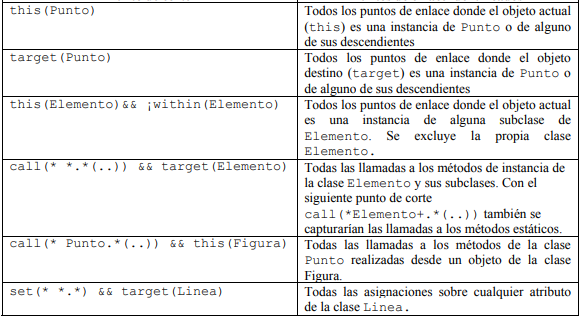 this(Punto)
Todos los puntos de enlace donde el objeto actual
(this) es una instancia de Punto o de alguno
de sus descendientes
target(Punto)
Todos los puntos de enlace donde el objeto
destino (target) es una instancia de Punto o
de alguno de sus descendientes
this(Elemento)&& ¡within(Elemento)
Todos los puntos de enlace donde el objeto actual
es una instancia de alguna subclase de
Elemento. Se excluye la propia clase
Elemento.
call(* *.*(..)) && target(Elemento)
Todas las llamadas a los métodos de instancia de
la clase Elemento y sus subclases. Con el
siguiente punto de corte
call(*Elemento+.*(..)) también se
capturarían las llamadas a los métodos estáticos.
call(* Punto.*(..)) && this(Figura)
Todas las llamadas a los métodos de la clase
Punto realizadas desde un objeto de la clase
Figura.
set(* *.*) && target(Linea)
Todas las asignaciones sobre cualquier atributo
de la clase Linea.